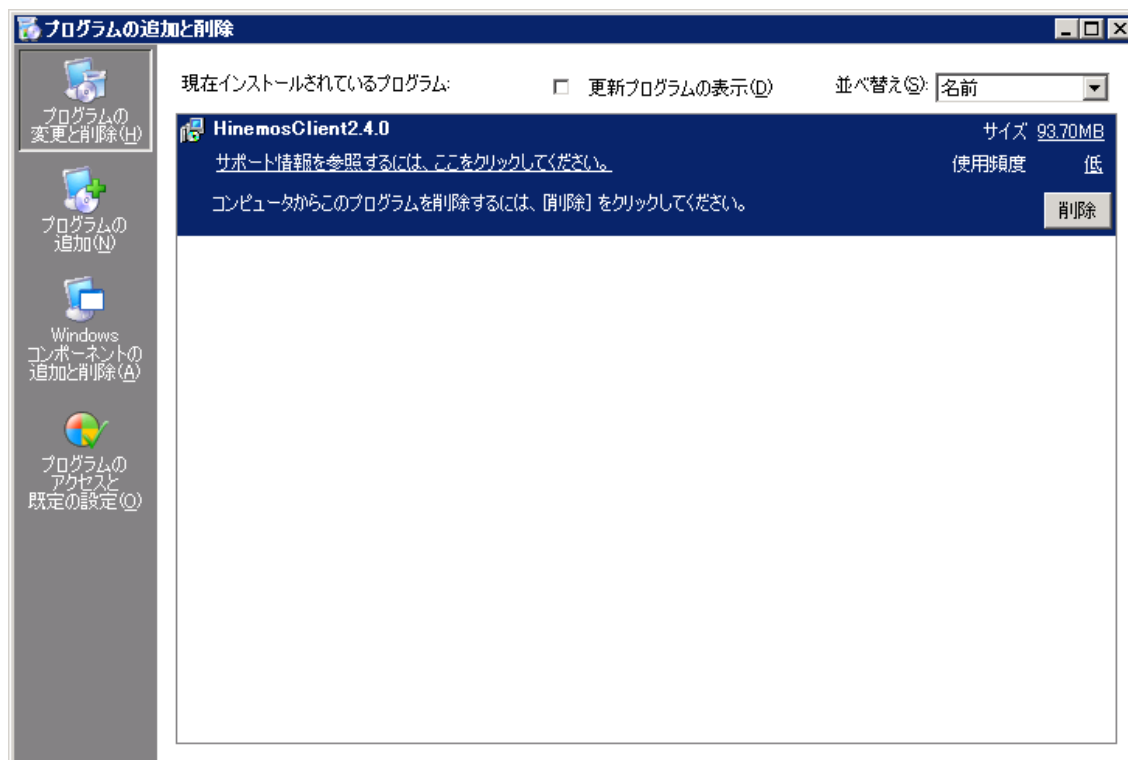 プログラムの追加と削除
プログラムの
変更と削除(H)
プログラムの
追加(N)
Windows
コンポーネントの
追加と削除(A)
プログラムの
アクセスと
既定の設定(O)
現在インストールされているプログラム:
更新プログラムの表示(D)
並べ替え(S):
名前
HinemosClient2.4.0
サイズ 93.70MB
サポート情報を参照するには、ここをクリックしてください。
使用頻度 低
コンピュータからこのプログラムを削除するには、[削除] をクリックしてください。
削除